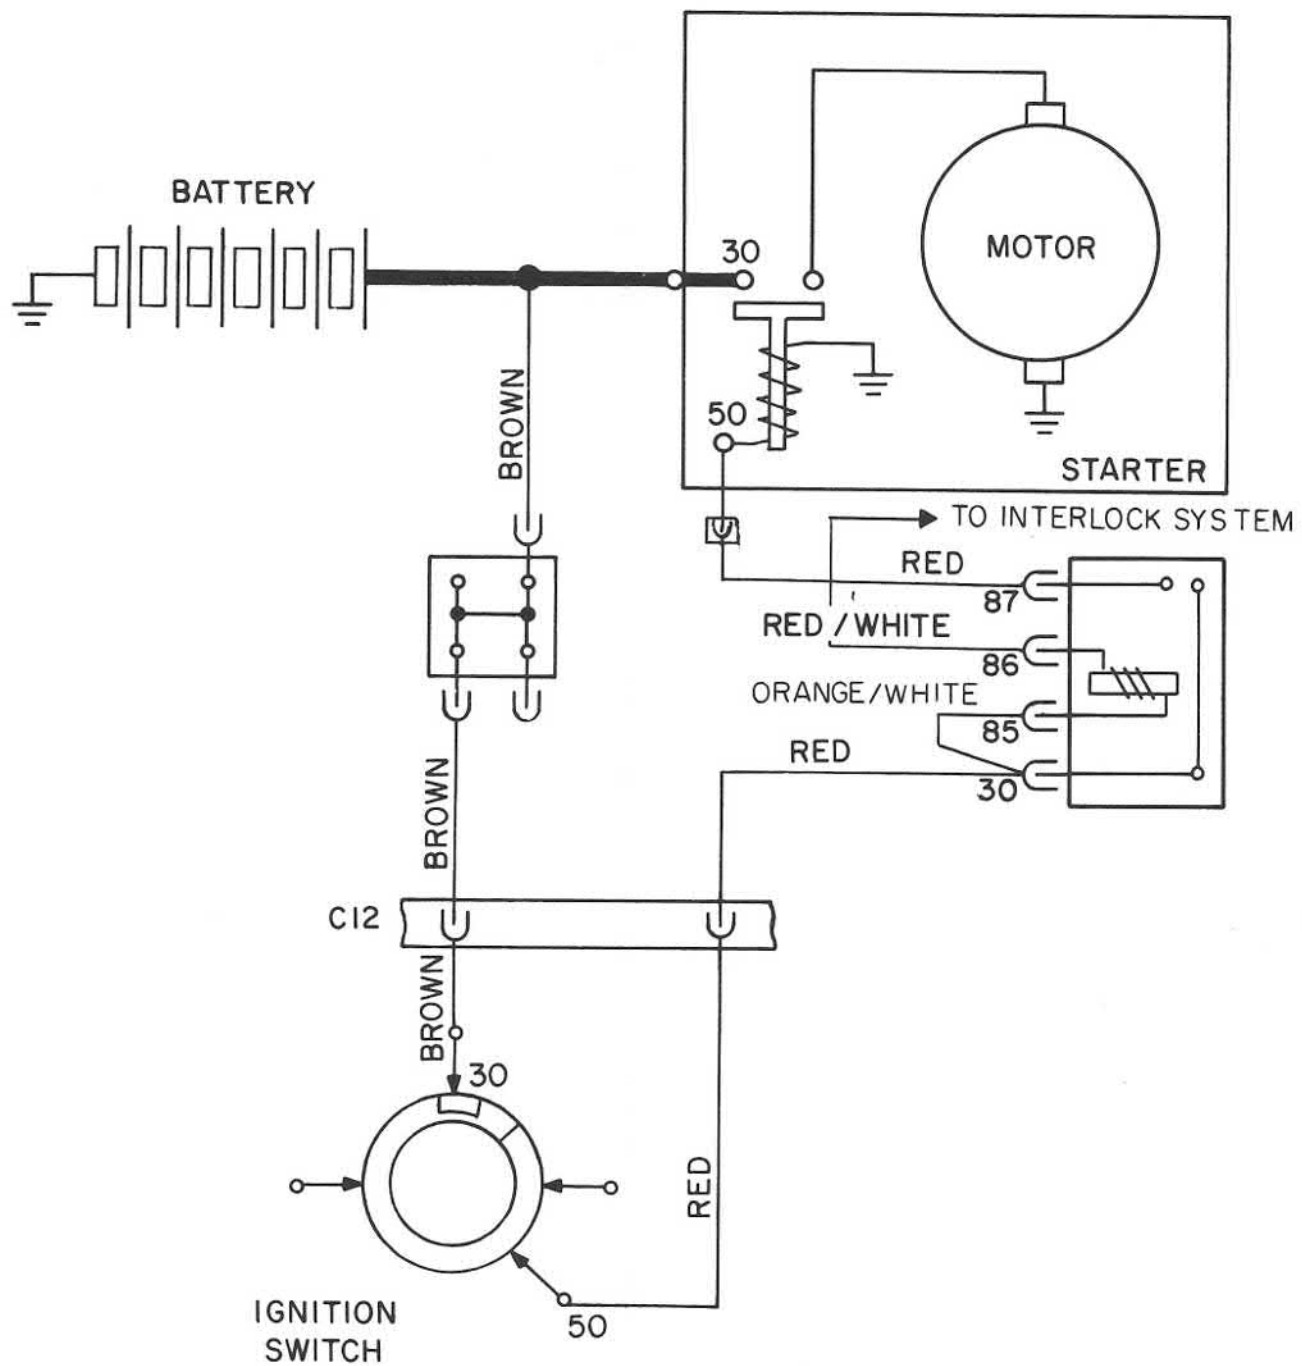 BATTERY
30
MOTOR
BROWN
50
STARTER
TO INTERLOCK SYSTEM
RED
87
RED/WHITE
86
ORANGE/WHITE
85
RED
30
BROWN
C12
BROWN
30
RED
50
IGNITION
SWITCH